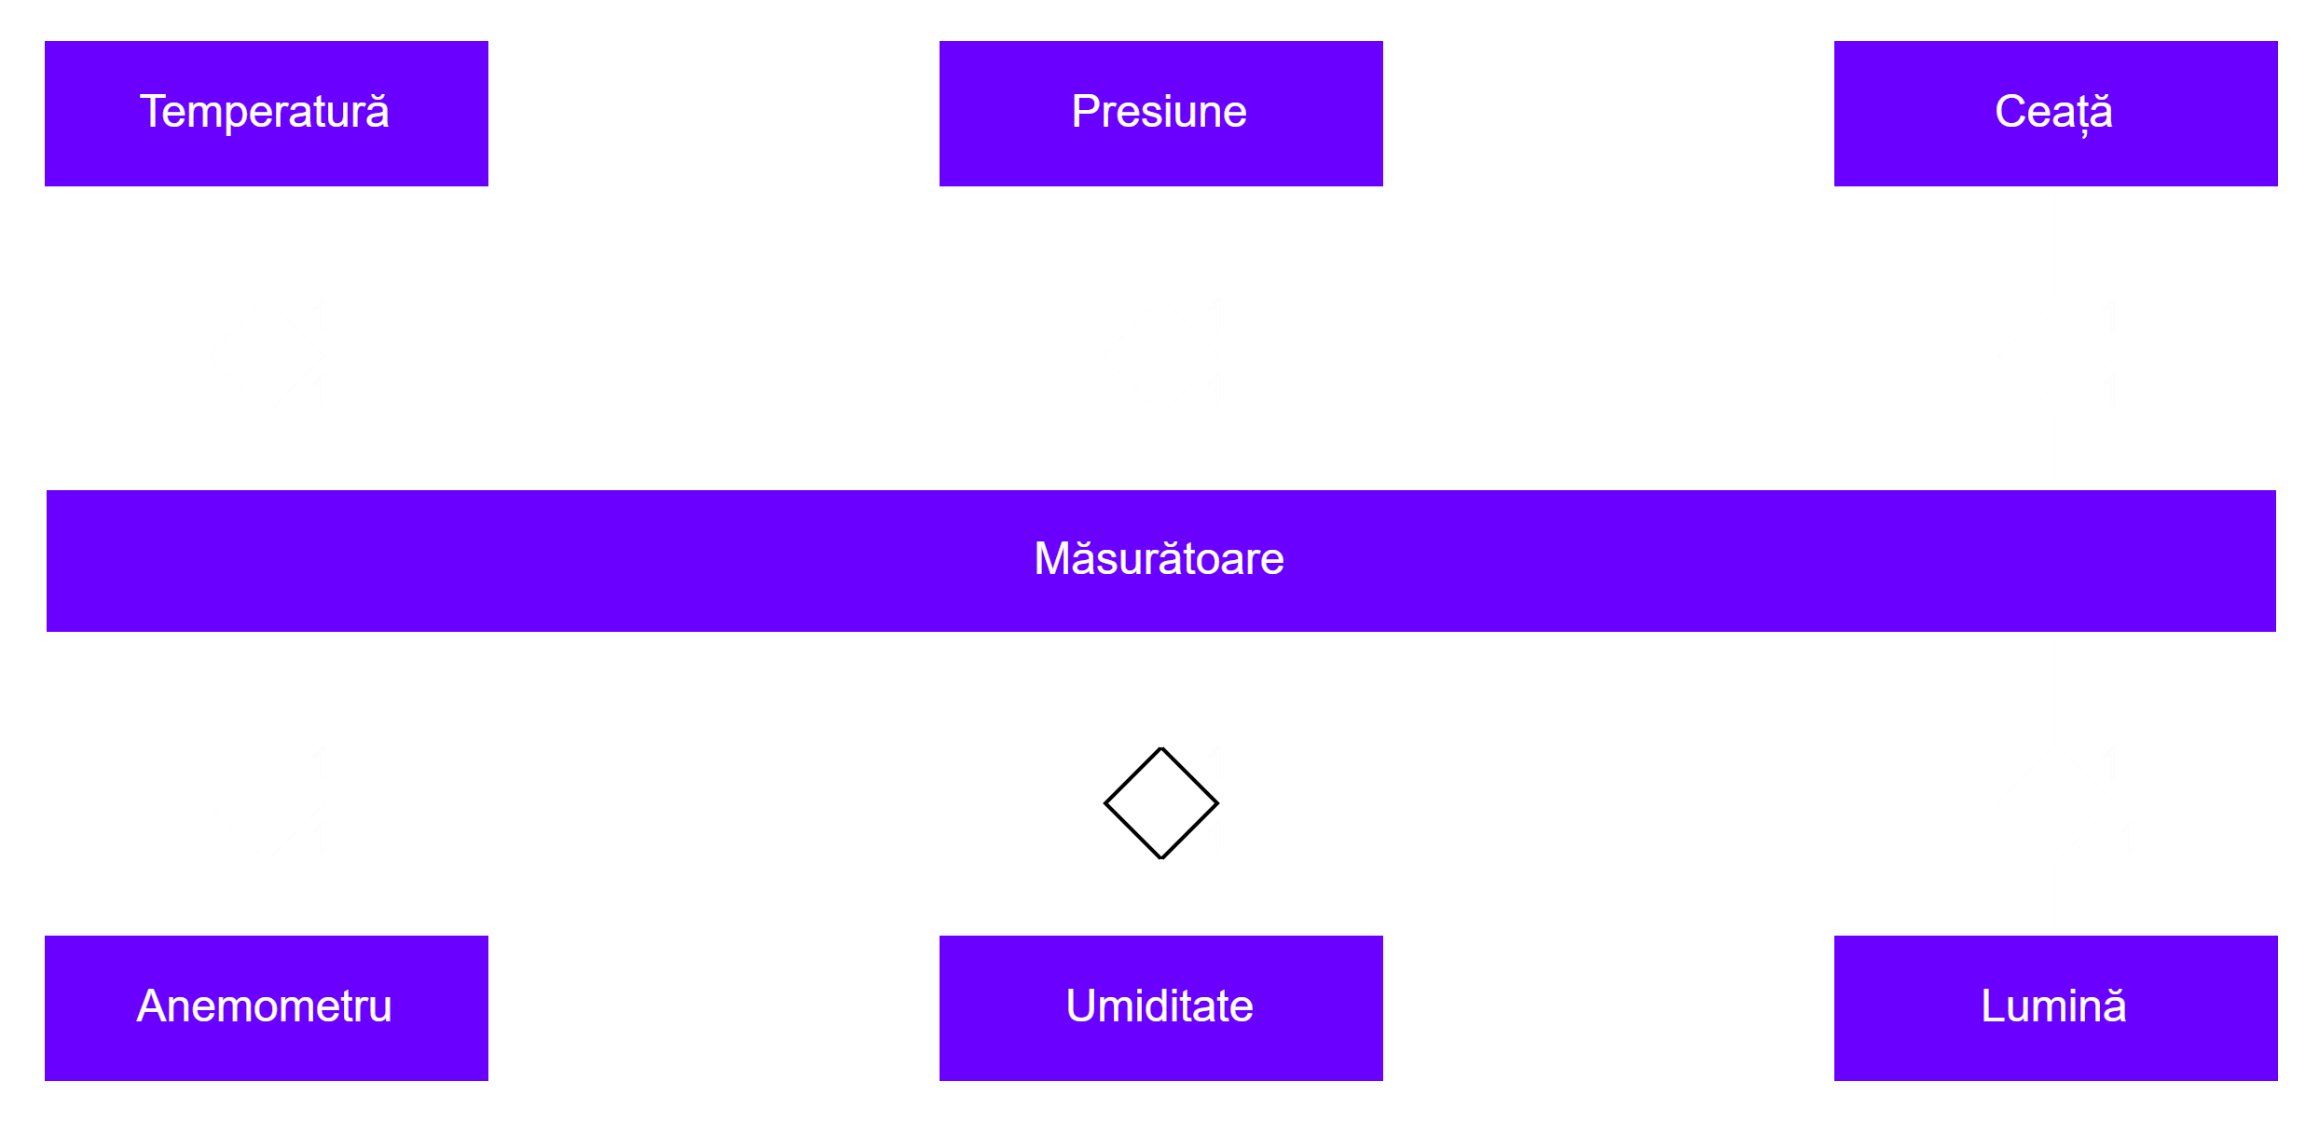 Temperatură
Presiune
Ceață
Măsurătoare
Anemometru
Umiditate
Lumină